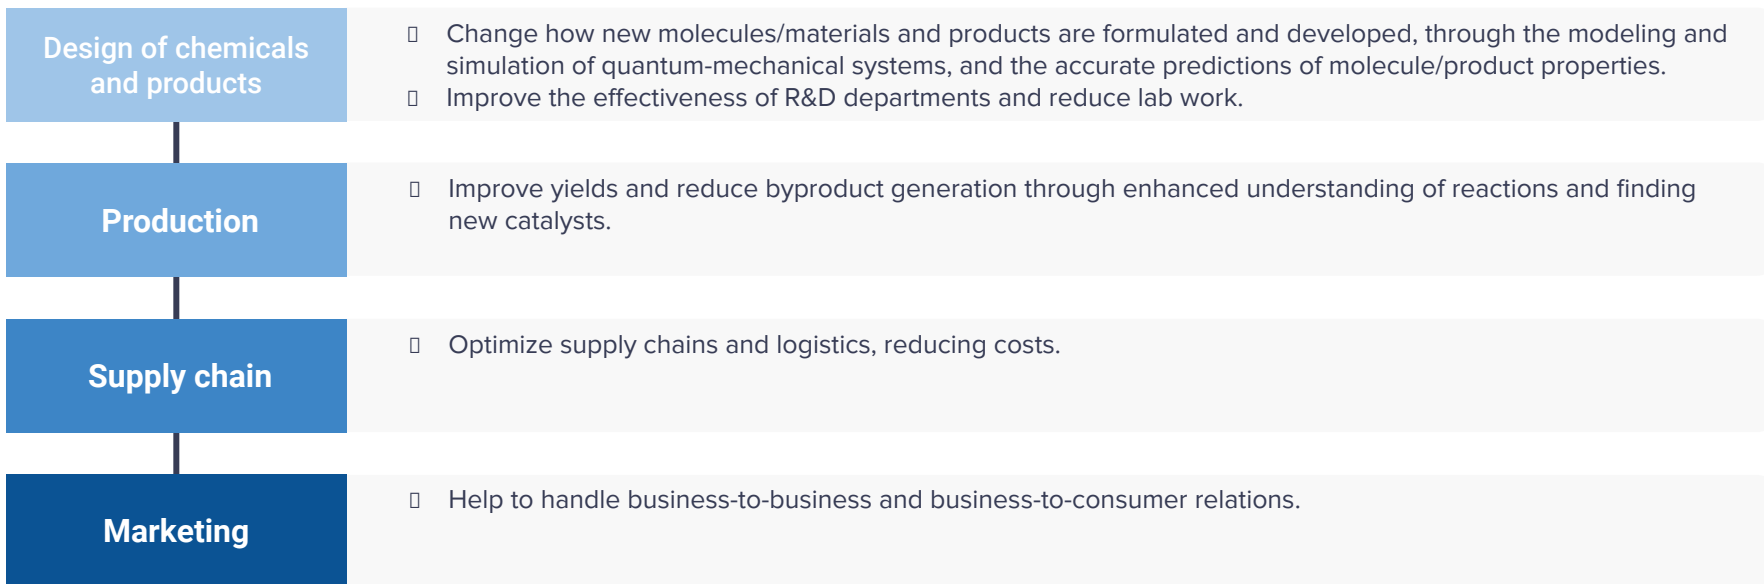 Design of chemicals
and products
Change how new molecules/materials and products are formulated and developed, through the modeling and
simulation of quantum-mechanical systems, and the accurate predictions of molecule/product properties.
Improve the effectiveness of R&D departments and reduce lab work.
Production
Improve yields and reduce byproduct generation through enhanced understanding of reactions and finding
new catalysts.
Supply chain
Optimize supply chains and logistics, reducing costs.
Marketing
Help to handle business-to-business and business-to-consumer relations.